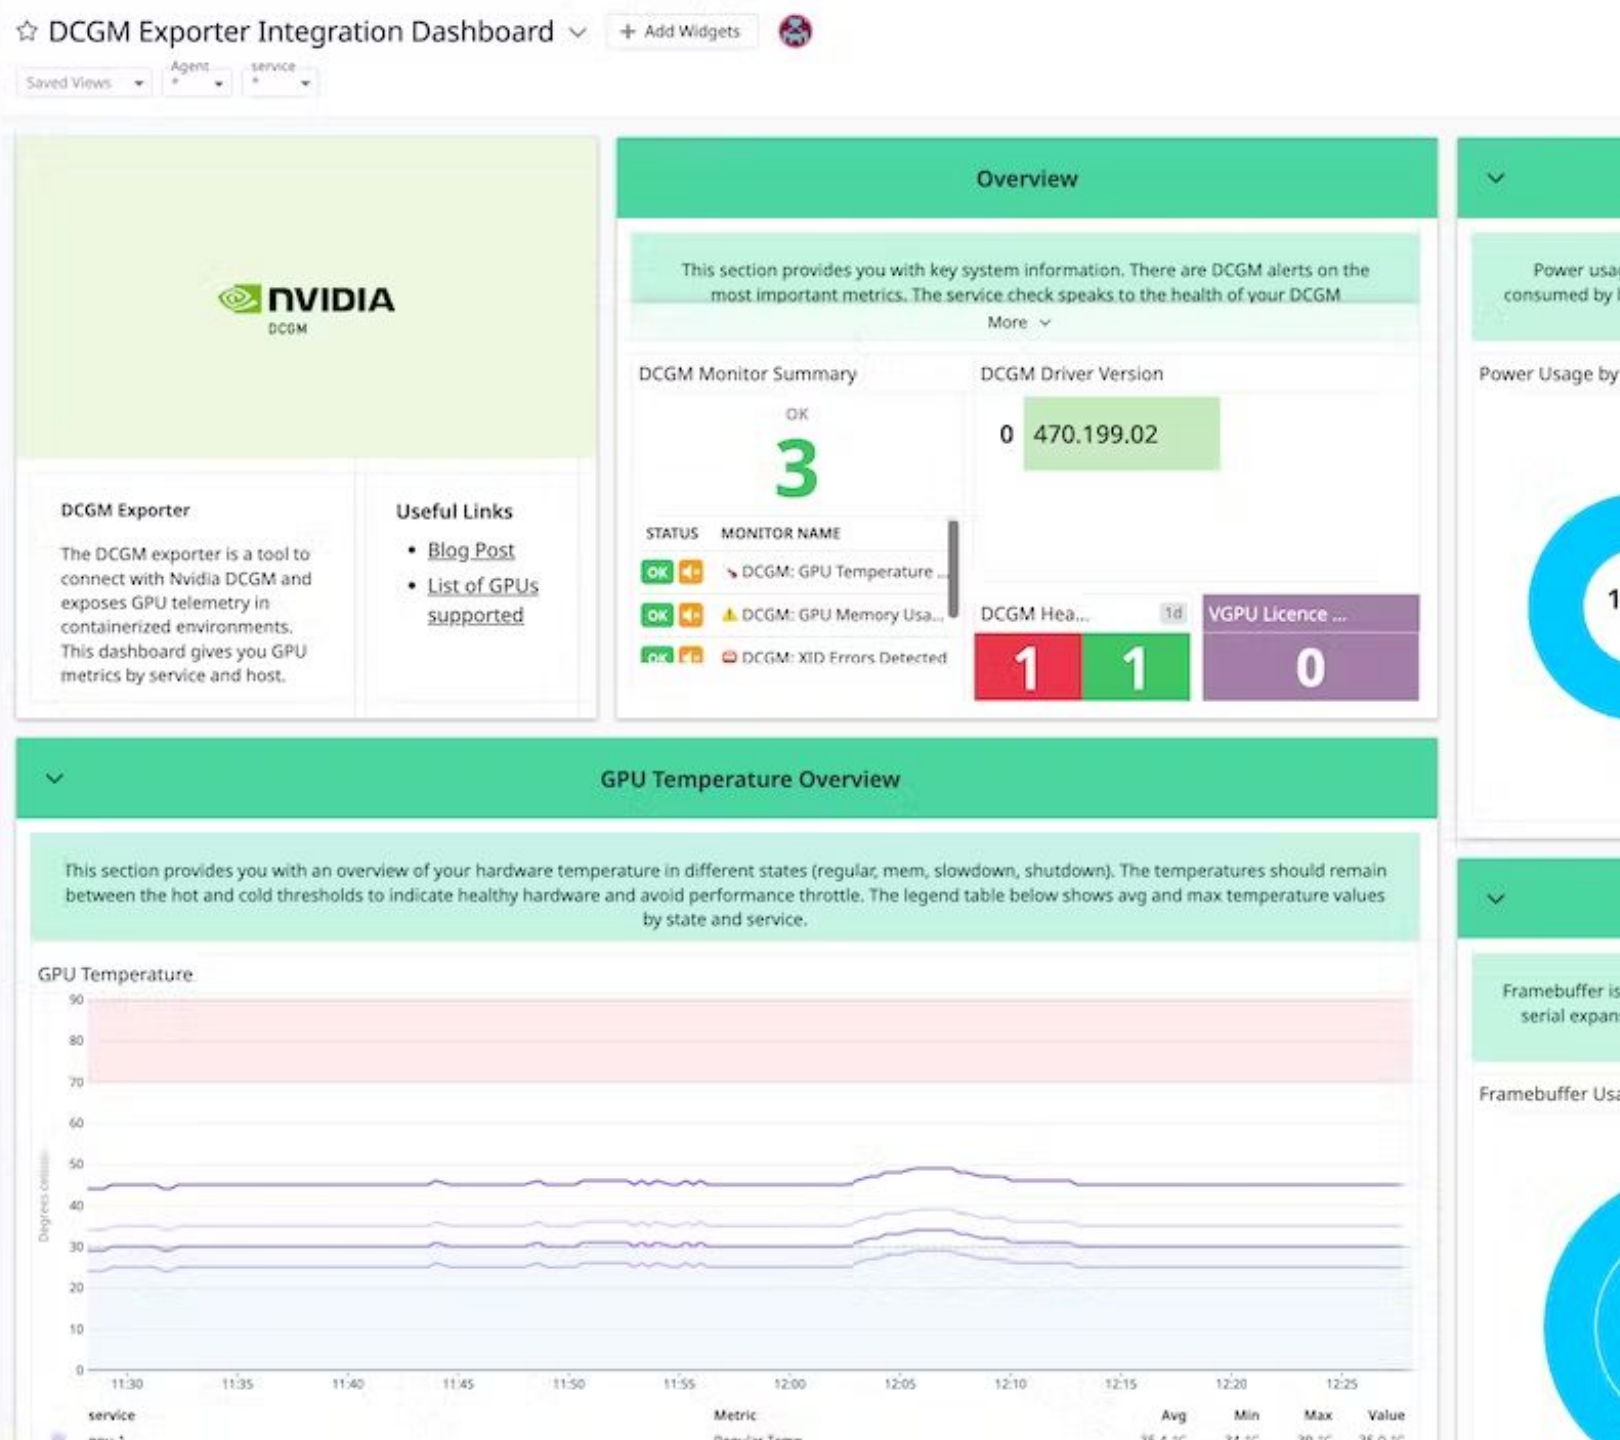 DCGM Exporter Integration Dashboard
+ Add Widgets
Saved Views
Agent
*
service
*
NVIDIA
DCGM
DCGM Exporter
The DCGM exporter is a tool to
connect with Nvidia DCGM and
exposes GPU telemetry in
containerized environments.
This dashboard gives you GPU
metrics by service and host.
Useful Links
• Blog Post
• List of GPUs
supported
Overview
This section provides you with key system information. There are DCGM alerts on the
most important metrics. The service check speaks to the health of your DCGM
More
DCGM Monitor Summary
OK
3
STATUS MONITOR NAME
OK DCGM: GPU Temperature ...
OK DCGM: GPU Memory Usa...
OK DCGM: XID Errors Detected
DCGM Driver Version
0 470.199.02
DCGM Hea... 1d
1 1
VGPU Licence ...
0
Power usa
consumed by
Power Usage by
1
GPU Temperature Overview
This section provides you with an overview of your hardware temperature in different states (regular, mem, slowdown, shutdown). The temperatures should remain
between the hot and cold thresholds to indicate healthy hardware and avoid performance throttle. The legend table below shows avg and max temperature values
by state and service.
GPU Temperature
Degrees celsius
90
80
70
60
50
40
30
20
10
0
11:30 11:35 11:40 11:45 11:50 11:55 12:00 12:05 12:10 12:15 12:20 12:25
service Metric Avg Min Max Value
Framebuffer is
serial expan
Framebuffer Usa